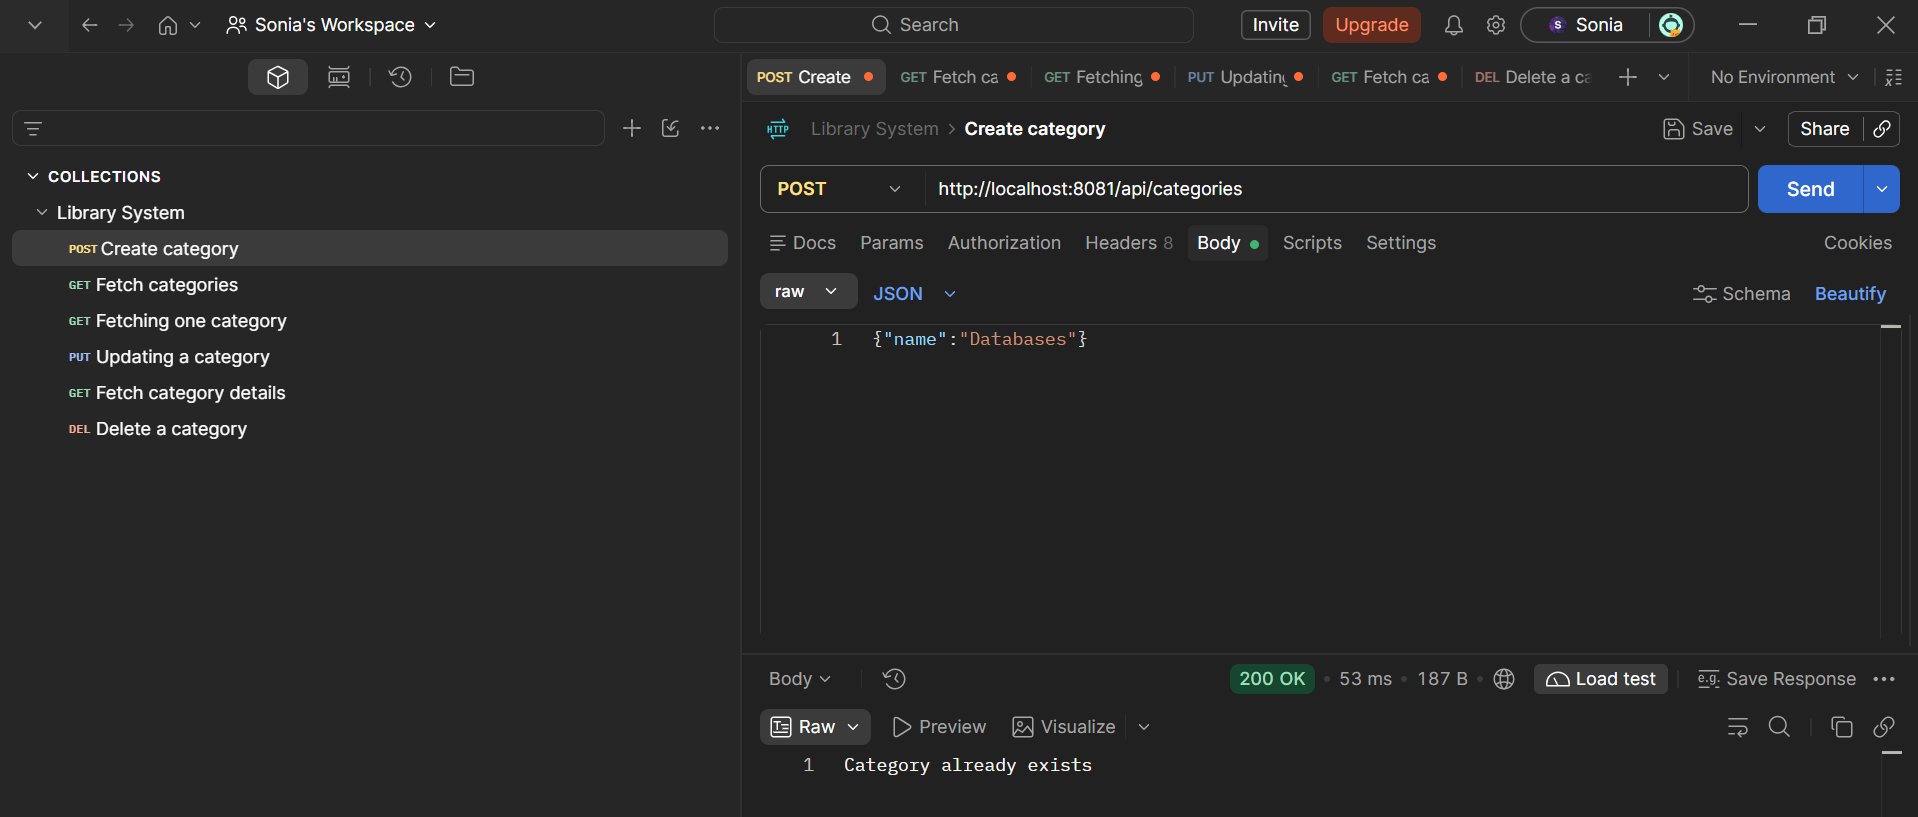 Sonia's Workspace
Search
Invite
Upgrade
S
Sonia
POST Create
GET Fetch ca
GET Fetching
PUT Updating
GET Fetch ca
DEL Delete a ca
No Environment
HTTP
Library System > Create category
Save
Share
COLLECTIONS
Library System
POST Create category
GET Fetch categories
GET Fetching one category
PUT Updating a category
GET Fetch category details
DEL Delete a category
POST
http://localhost:8081/api/categories
Send
Docs
Params
Authorization
Headers 8
Body
Scripts
Settings
Cookies
raw
JSON
Schema
Beautify
1 {"name":"Databases"}
Body
200 OK • 53 ms • 187 B
Load test
e.g. Save Response
Raw
Preview
Visualize
1 Category already exists